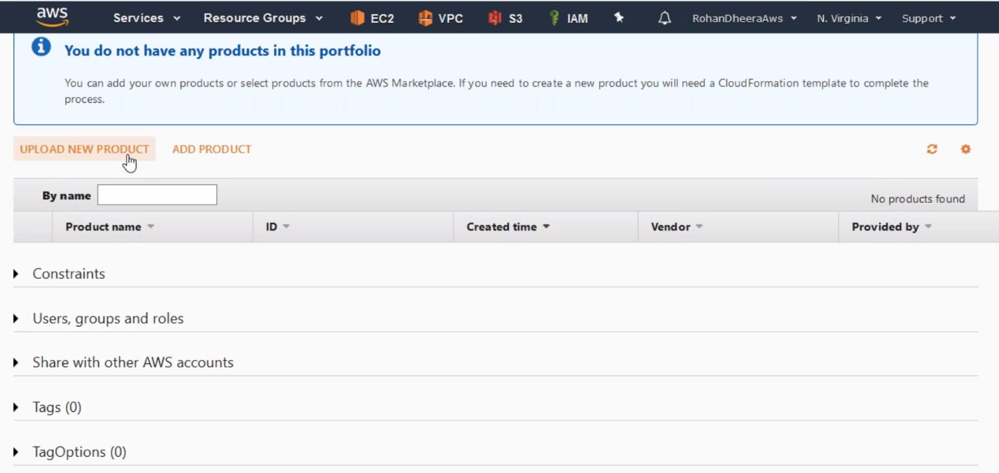 aws Services Resource Groups EC2 VPC S3 IAM RohanDheeraAws N. Virginia Support
You do not have any products in this portfolio
You can add your own products or select products from the AWS Marketplace. If you need to create a new product you will need a CloudFormation template to complete the
process.
UPLOAD NEW PRODUCT ADD PRODUCT
By name No products found
Product name ID Created time Vendor Provided by
Constraints
Users, groups and roles
Share with other AWS accounts
Tags (0)
TagOptions (0)